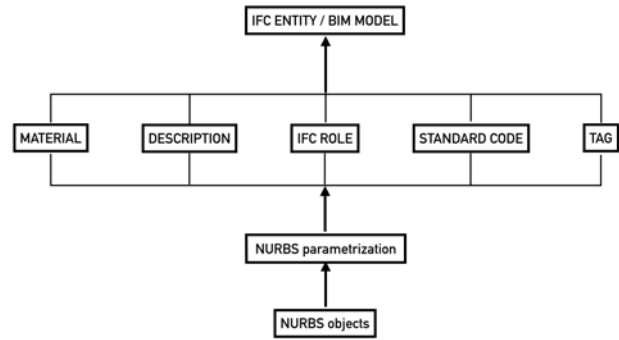 IFC ENTITY / BIM MODEL
MATERIAL
DESCRIPTION
IFC ROLE
STANDARD CODE
TAG
NURBS parametrization
NURBS objects